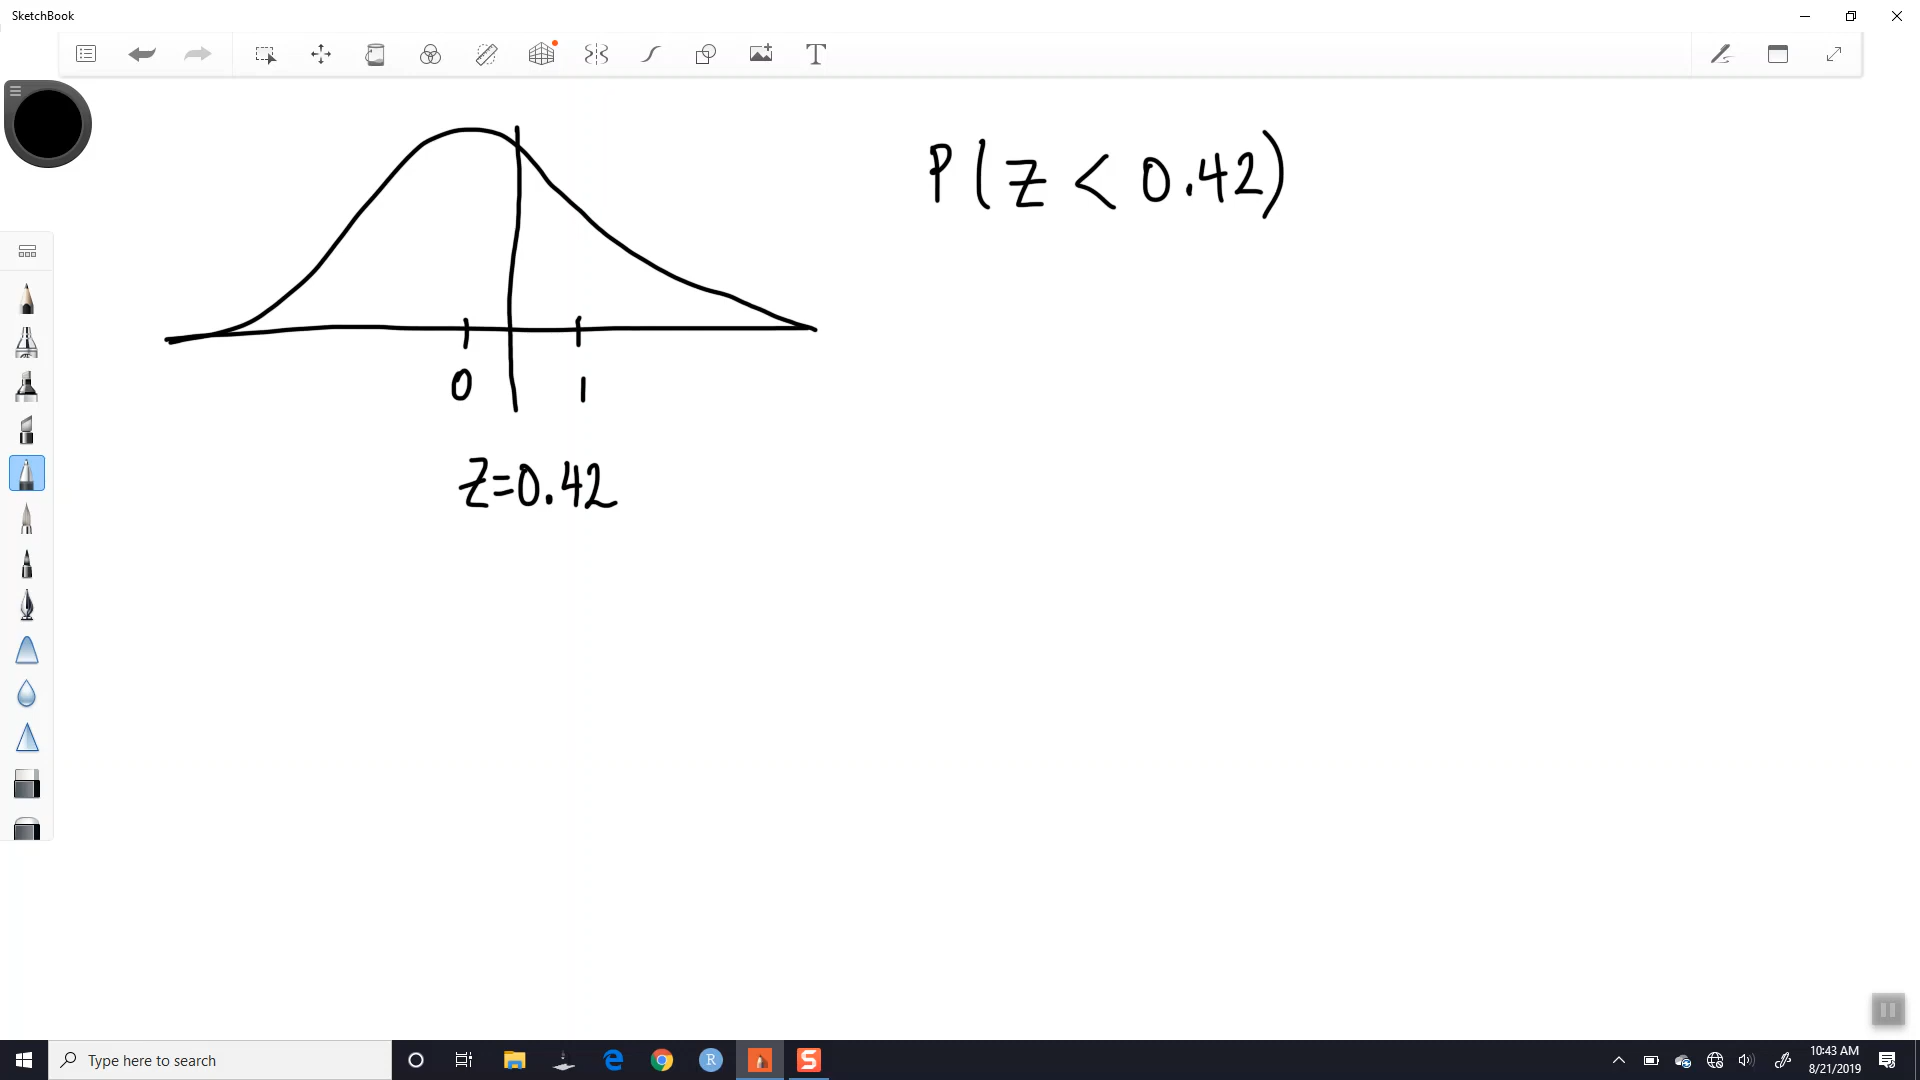 SketchBook
T
P(Z < 0.42)
0 1
Z=0.42
Type here to search
R
S
10:43 AM
8/21/2019